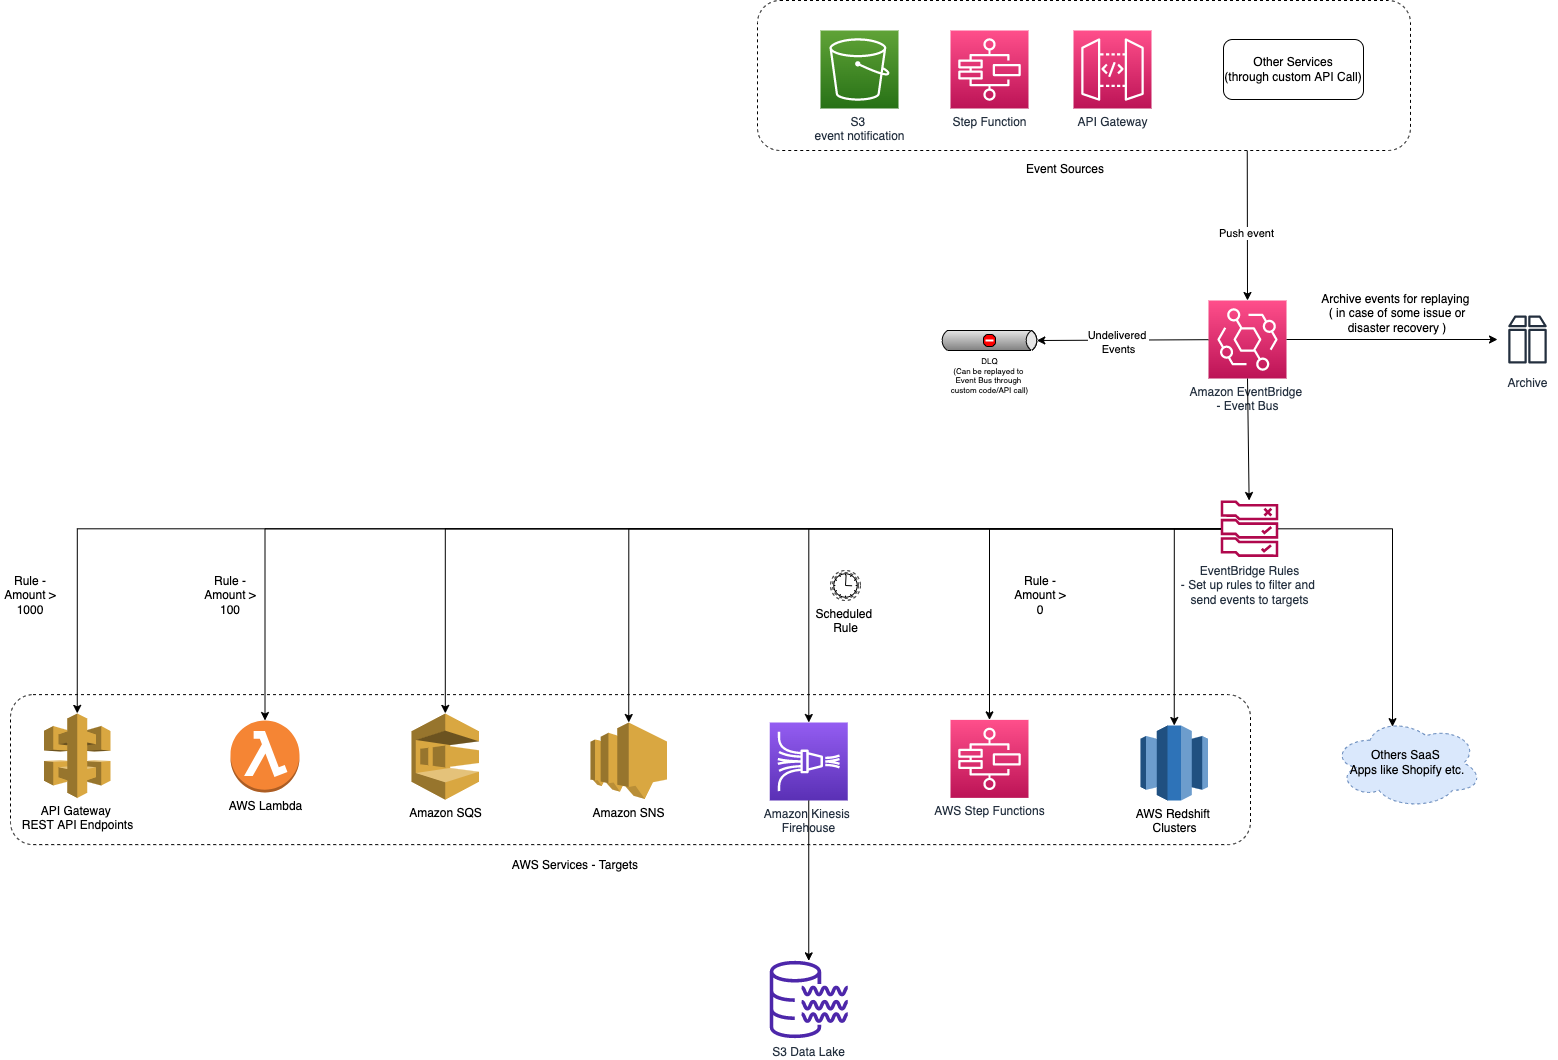 S3
event notification
Step Function
API Gateway
Other Services
(through custom API Call)
Event Sources
Push event
Undelivered
Events
Archive events for replaying
( in case of some issue or
disaster recovery )
DLQ
(Can be replayed to
Event Bus through
custom code/API call)
Amazon EventBridge
- Event Bus
Archive
EventBridge Rules
- Set up rules to filter and
send events to targets
Rule -
Amount >
1000
Rule -
Amount >
100
Scheduled
Rule
Rule -
Amount >
0
API Gateway
REST API Endpoints
AWS Lambda
Amazon SQS
Amazon SNS
Amazon Kinesis
Firehouse
AWS Step Functions
AWS Redshift
Clusters
Others SaaS
Apps like Shopify etc.
AWS Services - Targets
S3 Data Lake